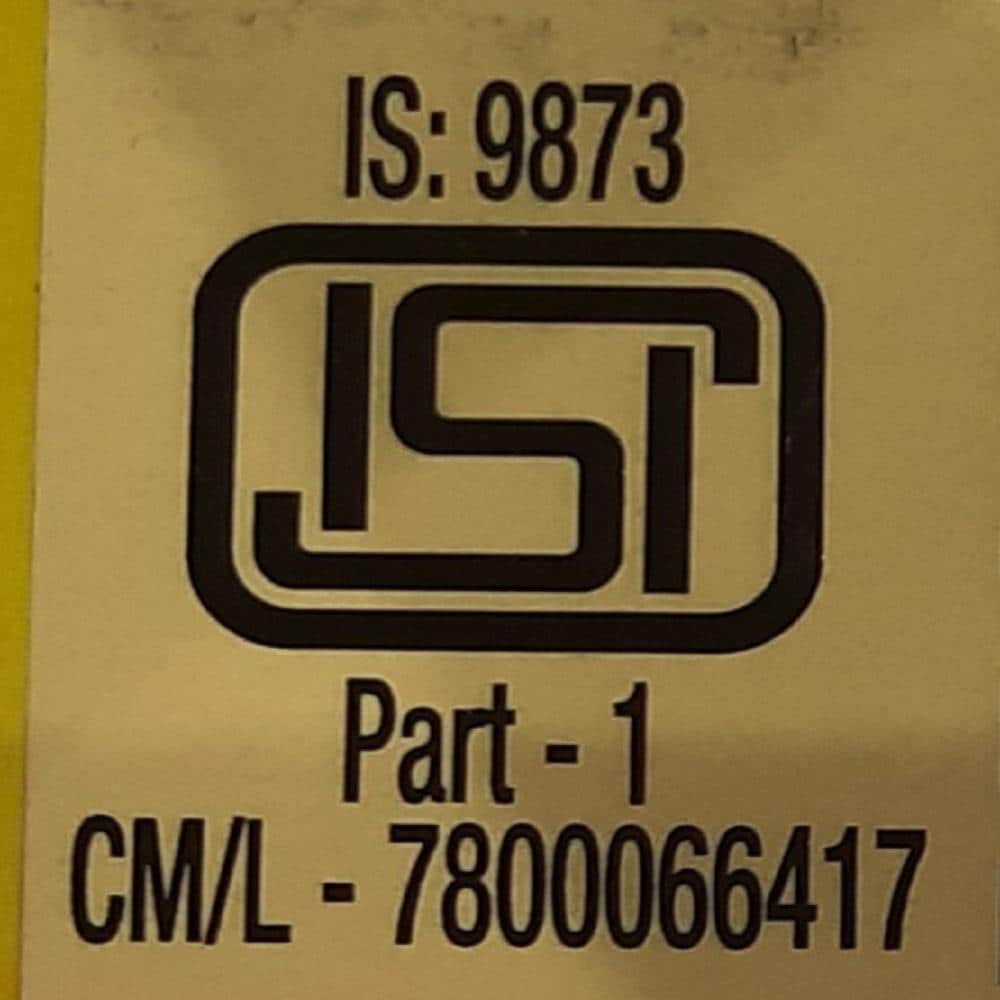 IS: 9873
ISI
Part - 1
CM/L - 7800066417